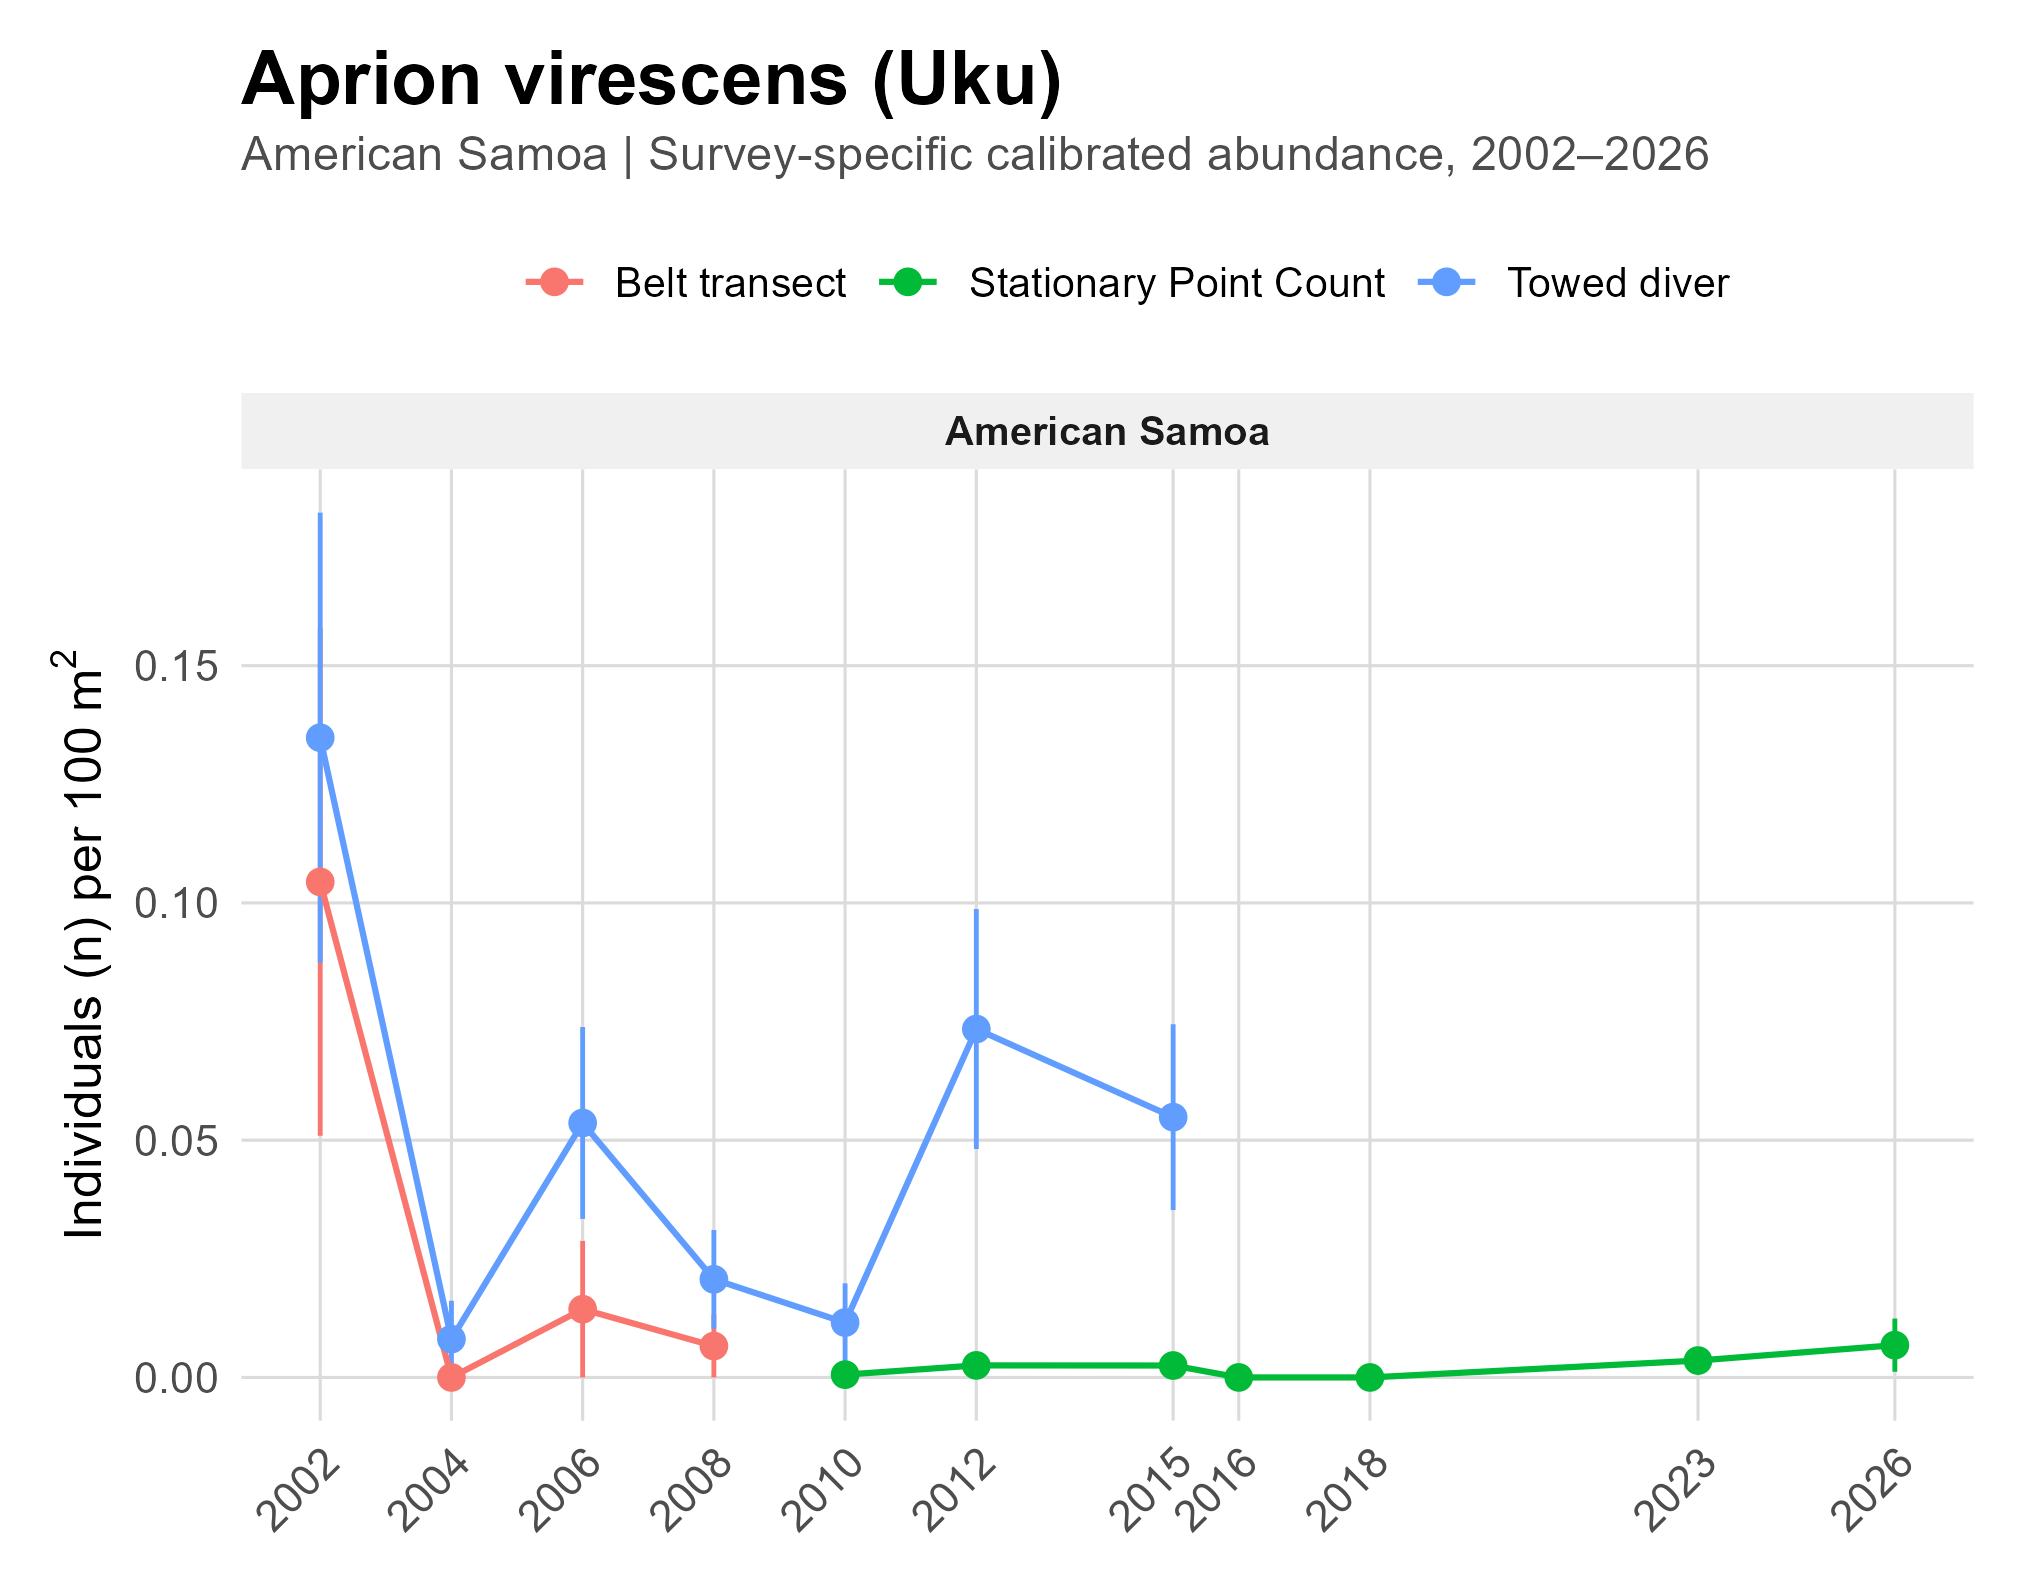 Aprion virescens (Uku)
American Samoa | Survey-specific calibrated abundance, 2002–2026
Belt transect Stationary Point Count Towed diver
American Samoa
Individuals (n) per 100 m²
0.15
0.10
0.05
0.00
2002 2004 2006 2008 2010 2012 2015 2016 2018 2023 2026